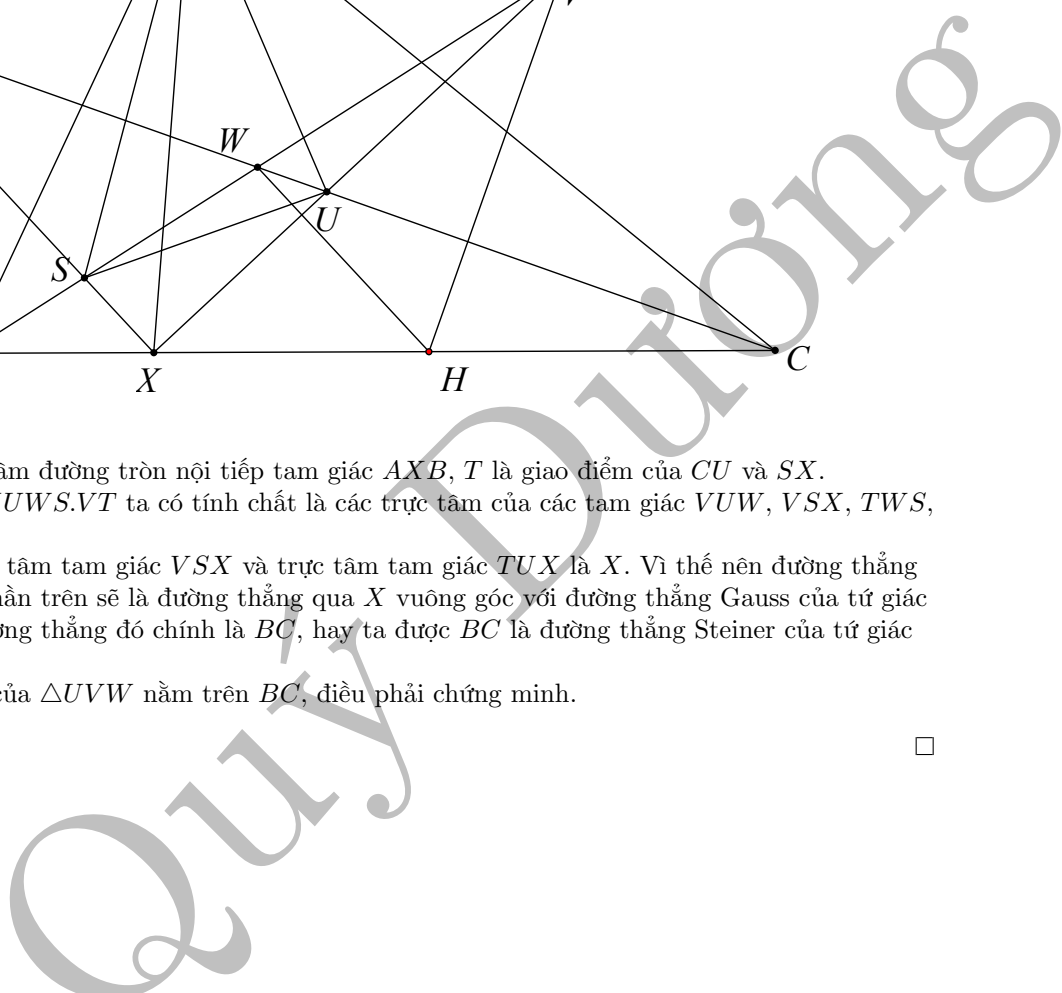 W
U
S
X
H
C
tâm đường tròn nội tiếp tam giác AXB, T là giao điểm của CU và SX.
UWS.VT ta có tính chất là các trực tâm của các tam giác VUW, VSX, TWS,
tâm tam giác VSX và trực tâm tam giác TUX là X. Vì thế nên đường thẳng
trên sẽ là đường thẳng qua X vuông góc với đường thẳng Gauss của tứ giác
thẳng đó chính là BC, hay ta được BC là đường thẳng Steiner của tứ giác
của △UVW nằm trên BC, điều phải chứng minh.
□
Quý Dương